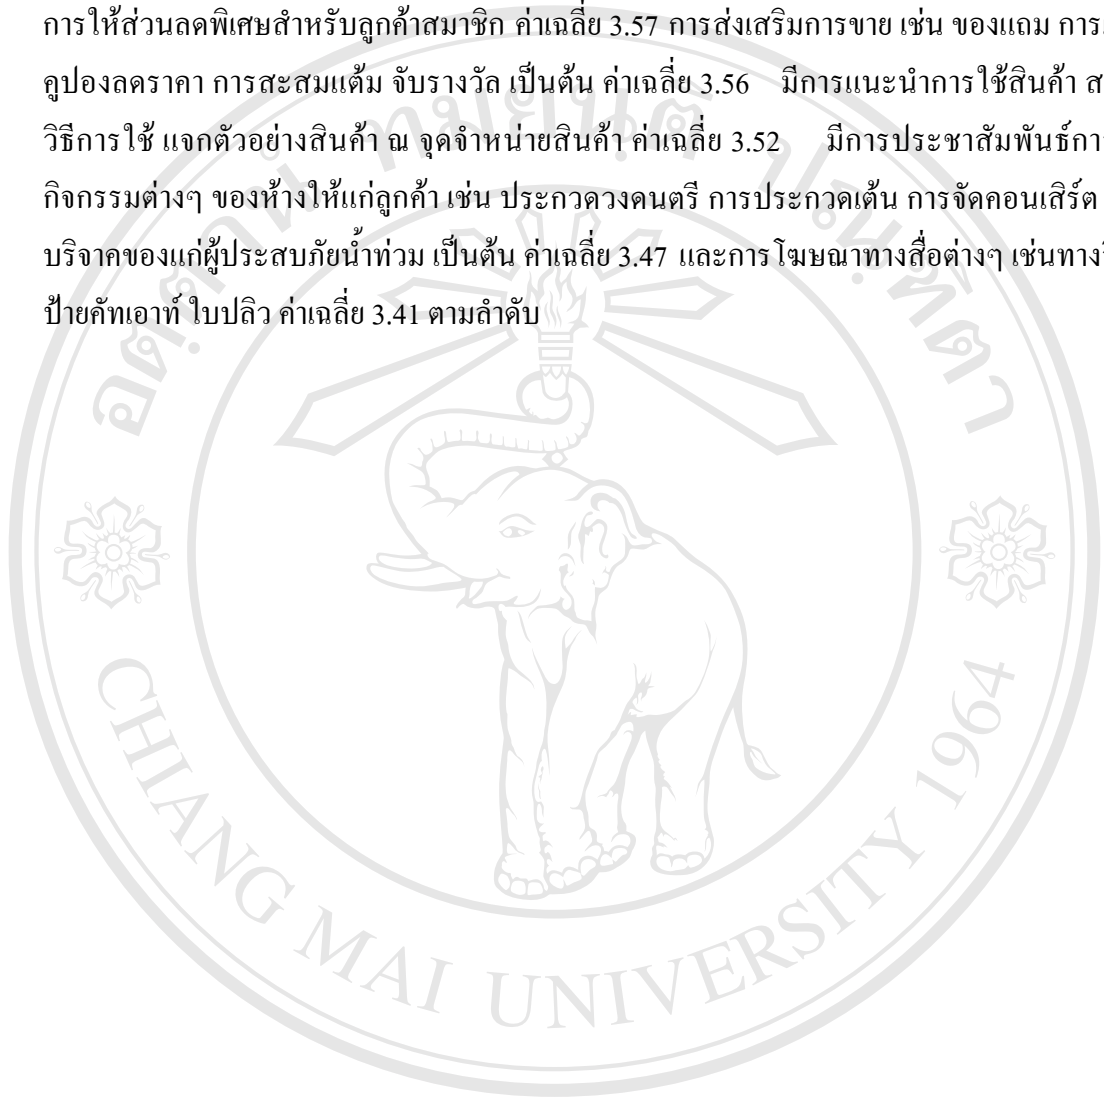 การให้ส่วนลดพิเศษสำหรับลูกค้าสมาชิก ค่าเฉลี่ย 3.57 การส่งเสริมการขาย เช่น ของแถม
คูปองลดราคา การสะสมแต้ม จับรางวัล เป็นต้น ค่าเฉลี่ย 3.56 มีการแนะนำการใช้สินค้า
วิธีการใช้ แจกตัวอย่างสินค้า ณ จุดจำหน่ายสินค้า ค่าเฉลี่ย 3.52 มีการประชาสัมพันธ์
กิจกรรมต่างๆ ของห้างให้แก่ลูกค้า เช่น ประกวดวงดนตรี การประกวดเต้น การจัดคอนเสิร์ต
บริจาคของแก่ผู้ประสบภัยน้ำท่วม เป็นต้น ค่าเฉลี่ย 3.47 และการโฆษณาทางสื่อต่างๆ
ป้ายคัทเอาท์ ใบปลิว ค่าเฉลี่ย 3.41 ตามลำดับ
CHIANG MAI UNIVERSITY 1964